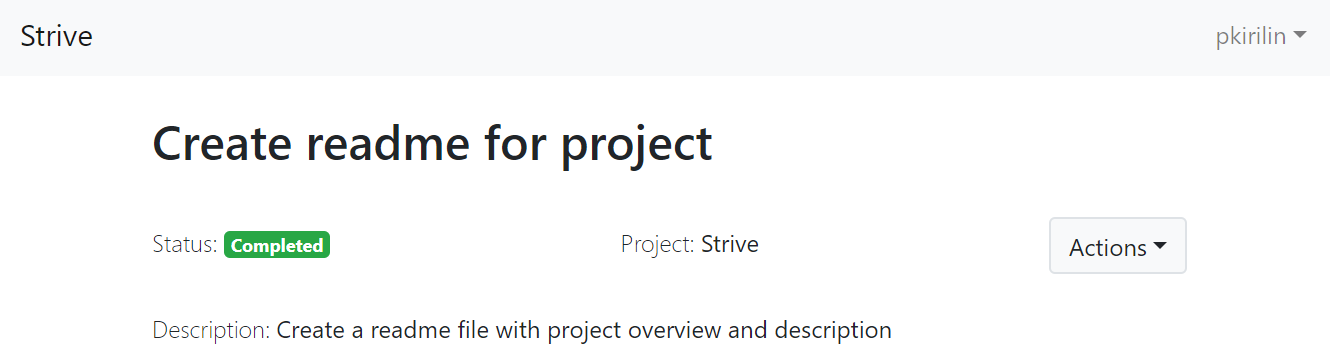 Strive
pkirilin
Create readme for project
Status: Completed
Project: Strive
Actions
Description: Create a readme file with project overview and description